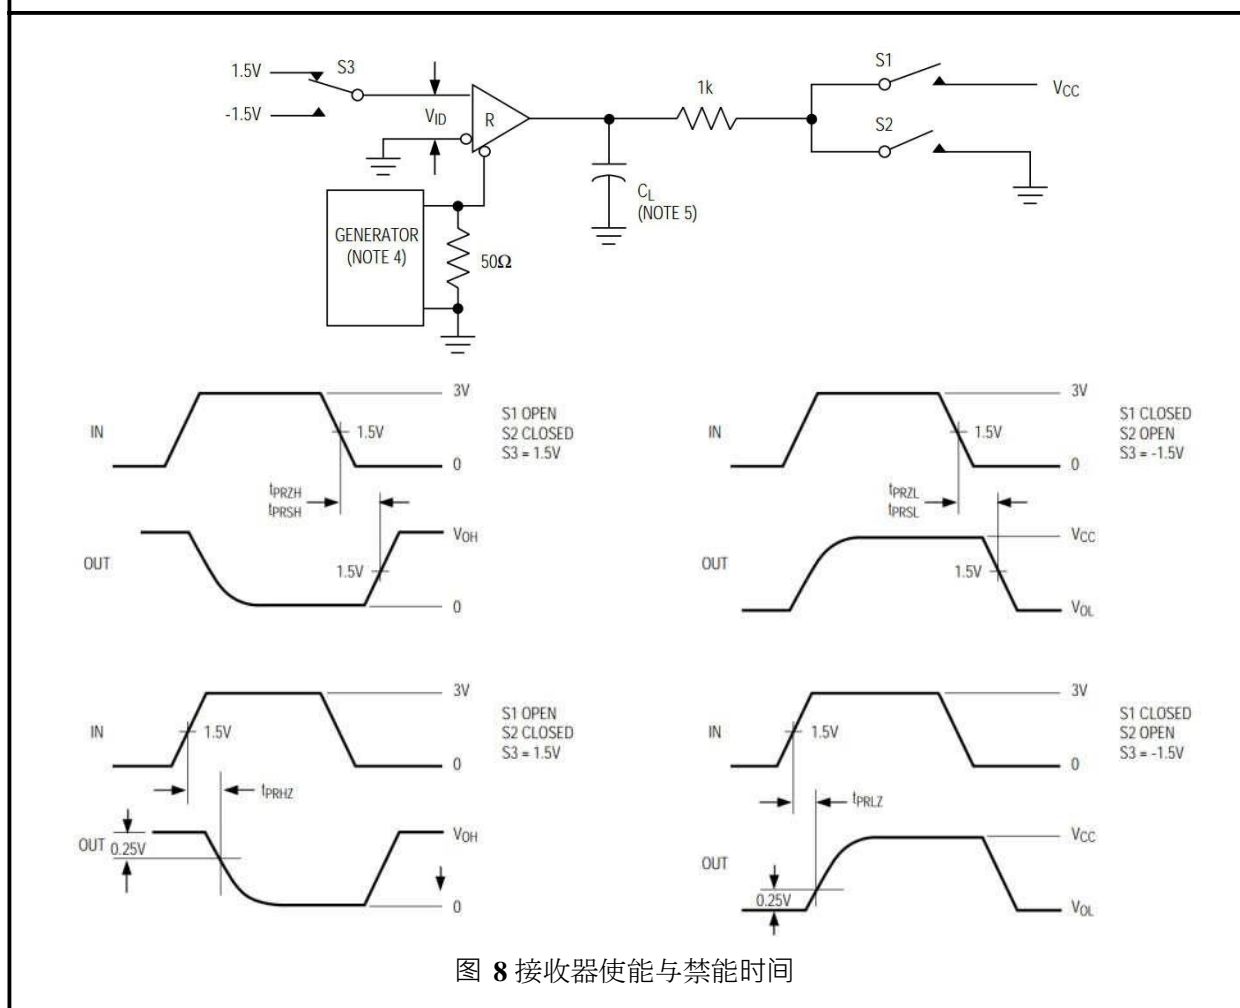 1.5V
S3
-1.5V
VID
R
1k
S1
VCC
S2
CL
(NOTE 5)
GENERATOR
(NOTE 4)
50Ω
3V
IN
1.5V
0
S1 OPEN
S2 CLOSED
S3 = 1.5V
tPRZH
tPRSH
OUT
VOH
1.5V
0
3V
IN
1.5V
0
S1 CLOSED
S2 OPEN
S3 = -1.5V
tPRZL
tPRSL
OUT
VCC
1.5V
VOL
3V
IN
1.5V
0
S1 OPEN
S2 CLOSED
S3 = 1.5V
tPRHZ
OUT
0.25V
VOH
0
3V
IN
1.5V
0
S1 CLOSED
S2 OPEN
S3 = -1.5V
tPRLZ
OUT
VCC
0.25V
VOL
图 8 接收器使能与禁能时间